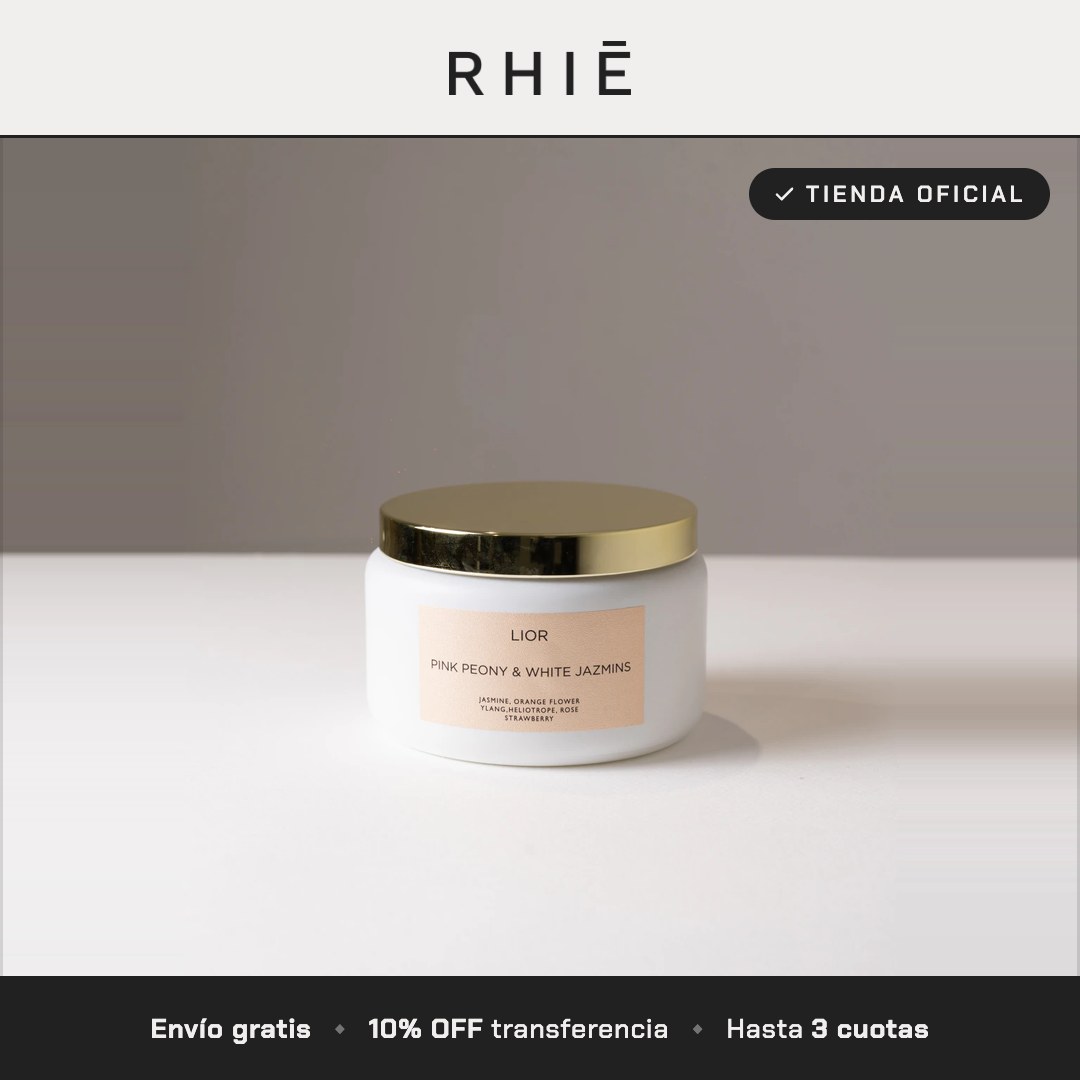 RHIĒ
✓ TIENDA OFICIAL
LIOR
PINK PEONY & WHITE JAZMINS
JASMINE, ORANGE FLOWER
YLANG,HELIOTROPE, ROSE
STRAWBERRY
Envío gratis ◆ 10% OFF transferencia ◆ Hasta 3 cuotas